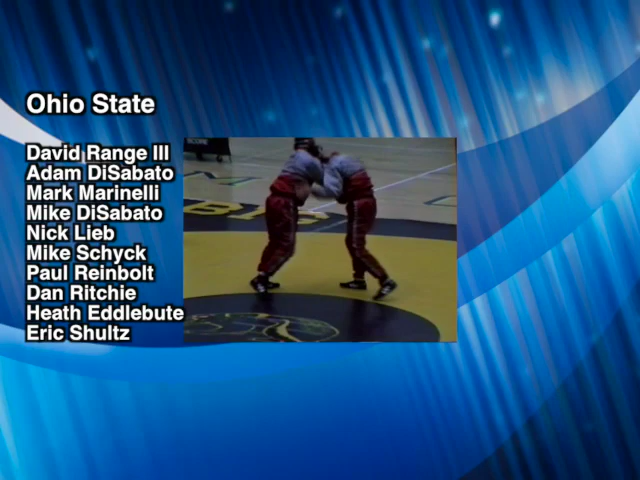 Ohio State
David Range III
Adam DiSabato
Mark Marinelli
Mike DiSabato
Nick Lieb
Mike Schyck
Paul Reinbolt
Dan Ritchie
Heath Eddlebute
Eric Shultz